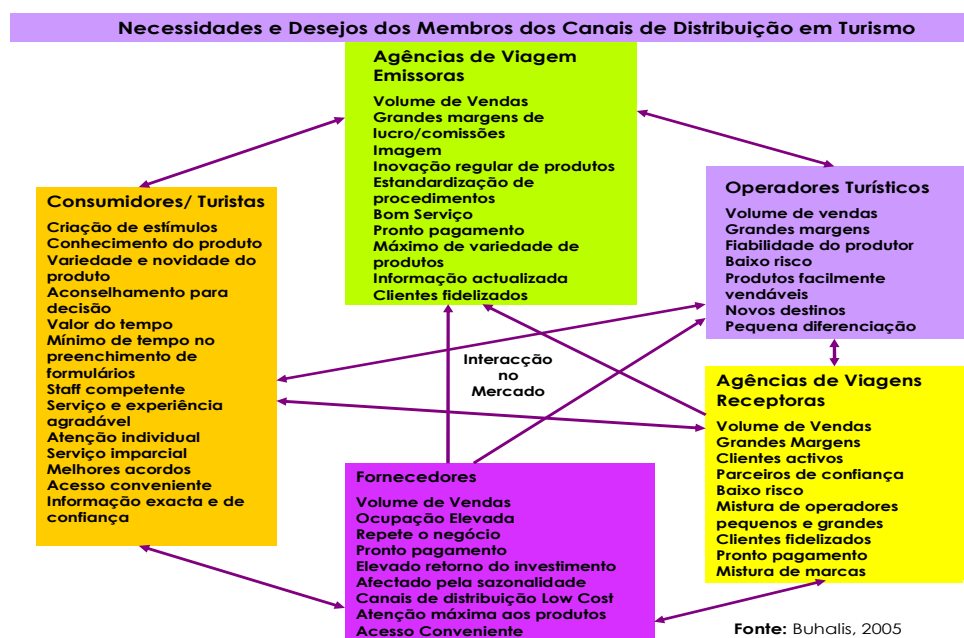 Necessidades e Desejos dos Membros dos Canais de Distribuição em Turismo
Agências de Viagem
Emissoras
Volume de Vendas
Grandes margens de
lucro/comissões
Imagem
Inovação regular de produtos
Estandardização de
procedimentos
Bom Serviço
Pronto pagamento
Máximo de variedade de
produtos
Informação actualizada
Clientes fidelizados
Consumidores/ Turistas
Criação de estímulos
Conhecimento do produto
Variedade e novidade do
produto
Aconselhamento para
decisão
Valor do tempo
Mínimo de tempo no
preenchimento de
formulários
Staff competente
Serviço e experiência
agradável
Atenção individual
Serviço imparcial
Melhores acordos
Acesso conveniente
Informação exacta e de
confiança
Operadores Turísticos
Volume de vendas
Grandes margens
Fiabilidade do produtor
Baixo risco
Produtos facilmente
vendáveis
Novos destinos
Pequena diferenciação
Interacção
no
Mercado
Agências de Viagens
Receptoras
Volume de Vendas
Grandes Margens
Clientes activos
Parceiros de confiança
Baixo risco
Mistura de operadores
pequenos e grandes
Clientes fidelizados
Pronto pagamento
Mistura de marcas
Fornecedores
Volume de Vendas
Ocupação Elevada
Repete o negócio
Pronto pagamento
Elevado retorno do investimento
Afectado pela sazonalidade
Canais de distribuição Low Cost
Atenção máxima aos produtos
Acesso Conveniente
Fonte: Buhalis, 2005